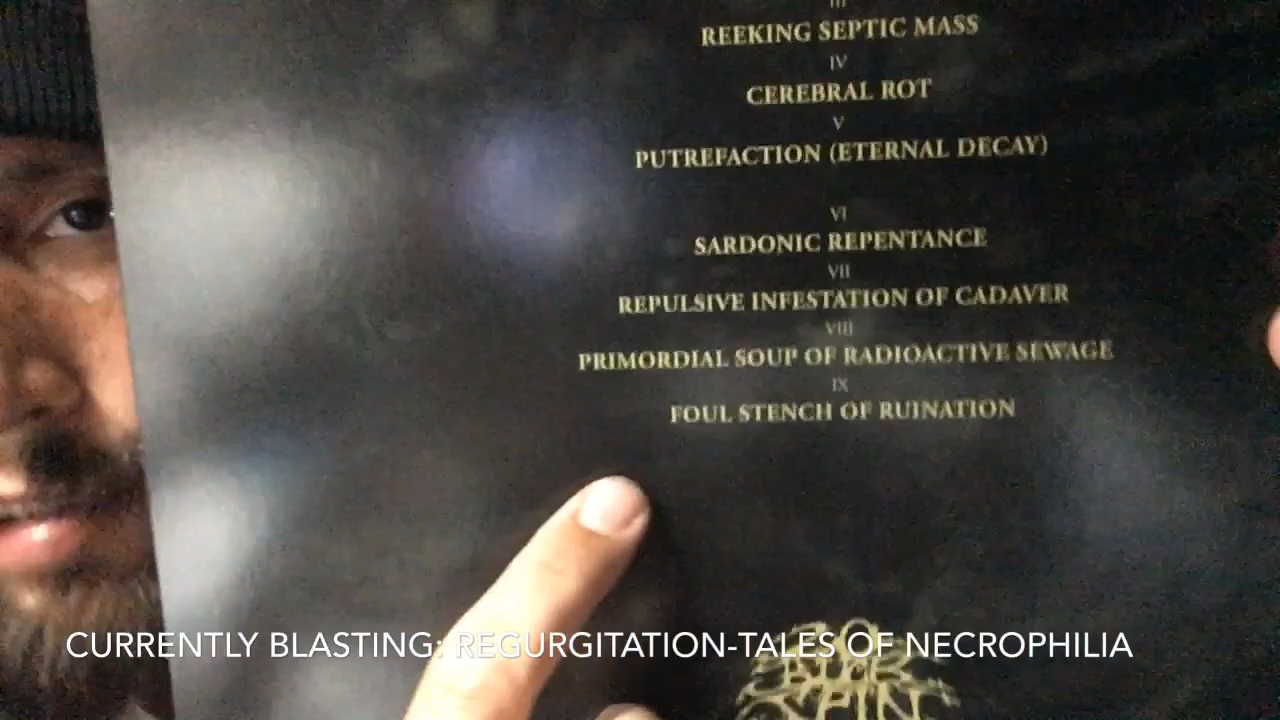 III
REEKING SEPTIC MASS
IV
CEREBRAL ROT
V
PUTREFACTION (ETERNAL DECAY)
VI
SARDONIC REPENTANCE
VII
REPULSIVE INFESTATION OF CADAVER
VIII
PRIMORDIAL SOUP OF RADIOACTIVE SEWAGE
IX
FOUL STENCH OF RUINATION
CURRENTLY BLASTING: REGURGITATION-TALES OF NECROPHILIA